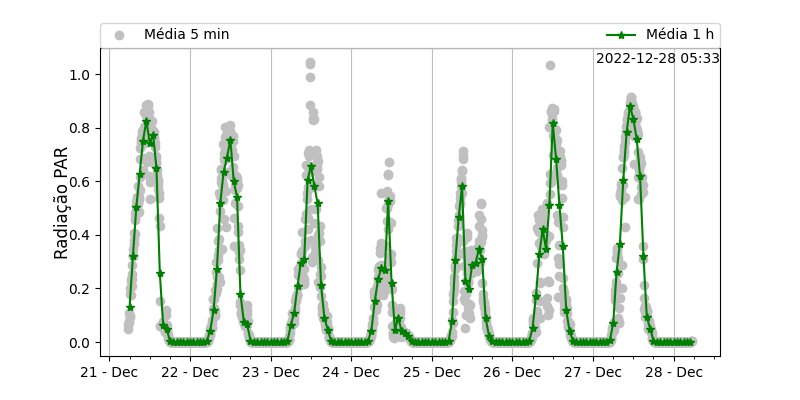 Média 5 min
Média 1 h
2022-12-28 05:33
Radiação PAR
1.0
0.8
0.6
0.4
0.2
0.0
21 - Dec
22 - Dec
23 - Dec
24 - Dec
25 - Dec
26 - Dec
27 - Dec
28 - Dec